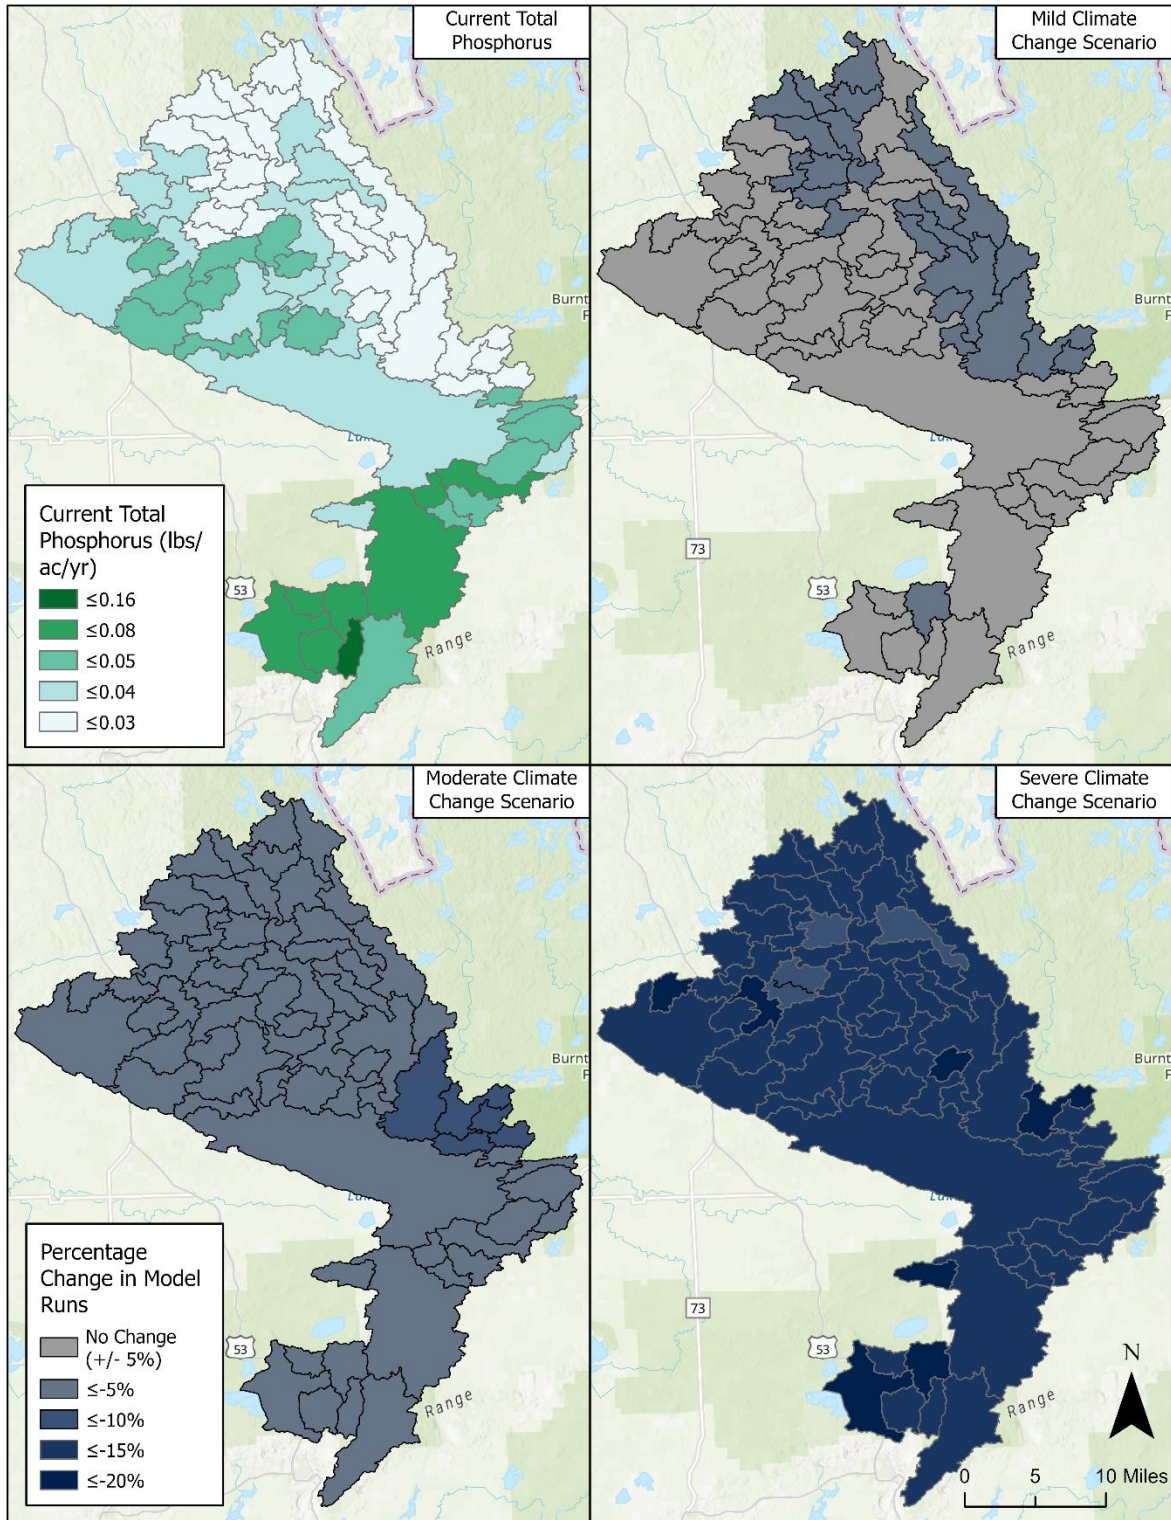 Current Total
Phosphorus
Burnt
Current Total
Phosphorus (lbs/
ac/yr)
≤0.16
≤0.08
≤0.05
≤0.04
≤0.03
53
Range
Mild Climate
Change Scenario
Burnt
73
53
Range
Moderate Climate
Change Scenario
Burnt
Percentage
Change in Model
Runs
No Change
(+/- 5%)
≤-5%
≤-10%
≤-15%
≤-20%
53
Range
Severe Climate
Change Scenario
Burnt
73
53
Range
N
0 5 10 Miles